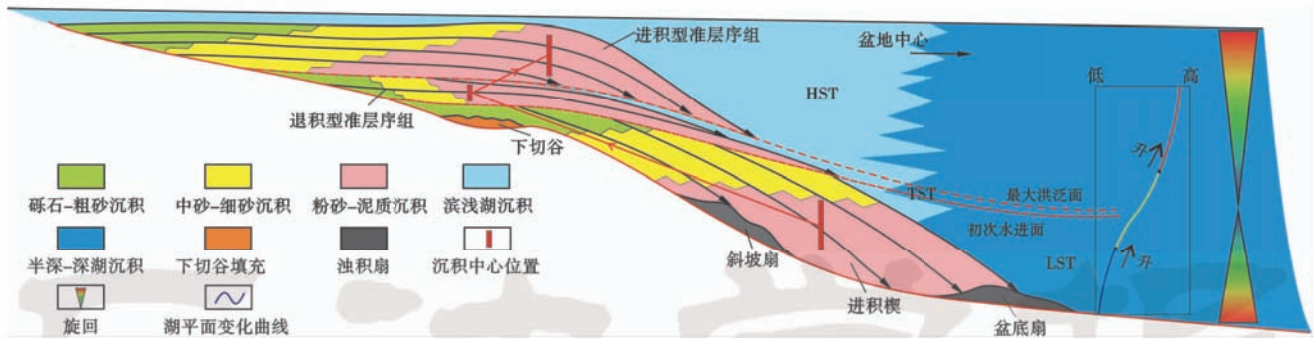 进积型准层序组
盆地中心
低 高
HST
退积型准层序组
下切谷
升
TST
最大洪泛面
初次水进面
砾石-粗砂沉积 中砂-细砂沉积 粉砂-泥质沉积 滨浅湖沉积
斜坡扇
LST
升
半深-深湖沉积 下切谷填充 浊积扇 沉积中心位置
进积楔
盆底扇
旋回 湖平面变化曲线